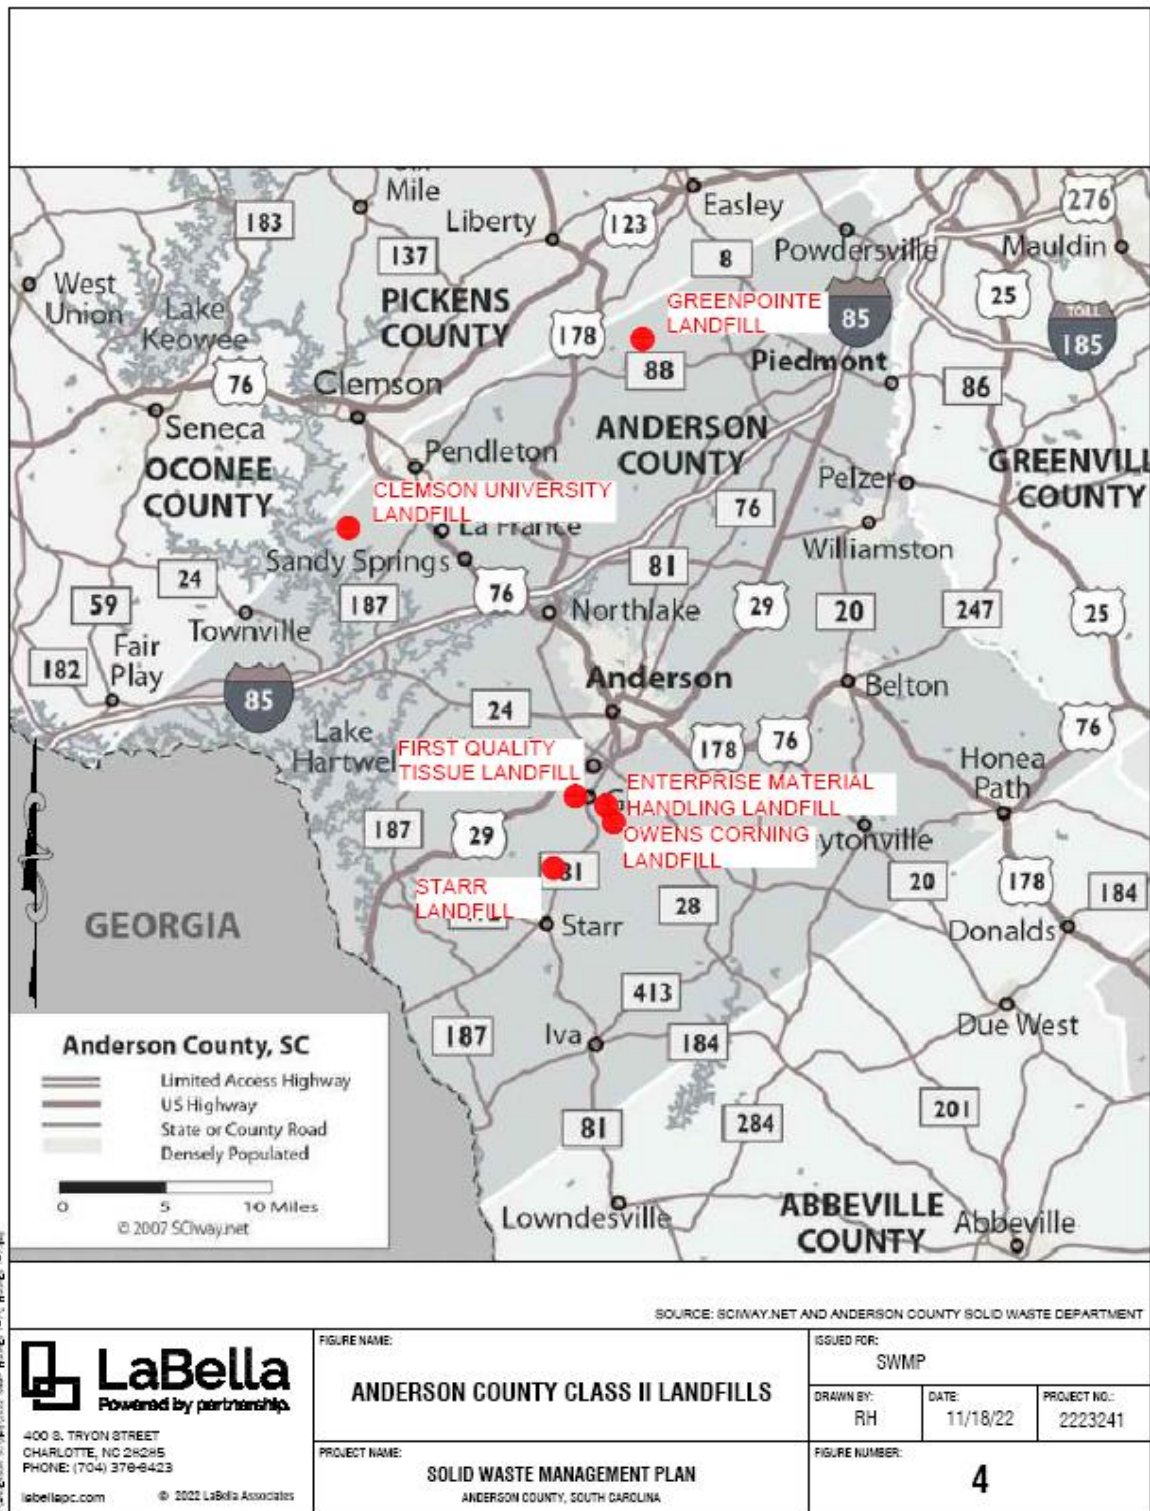 Mile
183
Liberty
123
Easley
276
137
8
Powdersville
Mauldin
West
Union
Lake
Keowee
PICKENS
COUNTY
GREENPOINTE
LANDFILL
85
25
TOLL
185
178
76
Clemson
88
Piedmont
86
Seneca
OCONEE
COUNTY
Pendleton
ANDERSON
COUNTY
Pelzer
GREENVILL
COUNTY
CLEMSON UNIVERSITY
LANDFILL
La France
76
Williamston
Sandy Springs
24
81
59
187
76
Northlake
29
20
247
25
Townville
Fair
Play
182
85
Anderson
Belton
24
Lake
Hartwel
178
76
76
FIRST QUALITY
TISSUE LANDFILL
ENTERPRISE MATERIAL
HANDLING LANDFILL
Honea
Path
187
29
OWENS CORNING
LANDFILL
ytonville
STARR
LANDFILL
81
28
20
178
184
GEORGIA
Starr
Donalds
413
Due West
187
Iva
184
Anderson County, SC
Limited Access Highway
US Highway
State or County Road
Densely Populated
0 5 10 Miles
© 2007 SCIway.net
81
284
201
Lowndesville
ABBEVILLE
COUNTY
Abbeville
SOURCE: SCIWAY.NET AND ANDERSON COUNTY SOLID WASTE DEPARTMENT
LaBella
Powered by partnership.
400 S. TRYON STREET
CHARLOTTE, NC 28285
PHONE: (704) 376-6423
labellapc.com © 2022 LaBella Associates
FIGURE NAME:
ANDERSON COUNTY CLASS II LANDFILLS
PROJECT NAME:
SOLID WASTE MANAGEMENT PLAN
ANDERSON COUNTY, SOUTH CAROLINA
ISSUED FOR:
SWMP
DRAWN BY:
RH
DATE:
11/18/22
PROJECT NO.:
2223241
FIGURE NUMBER:
4